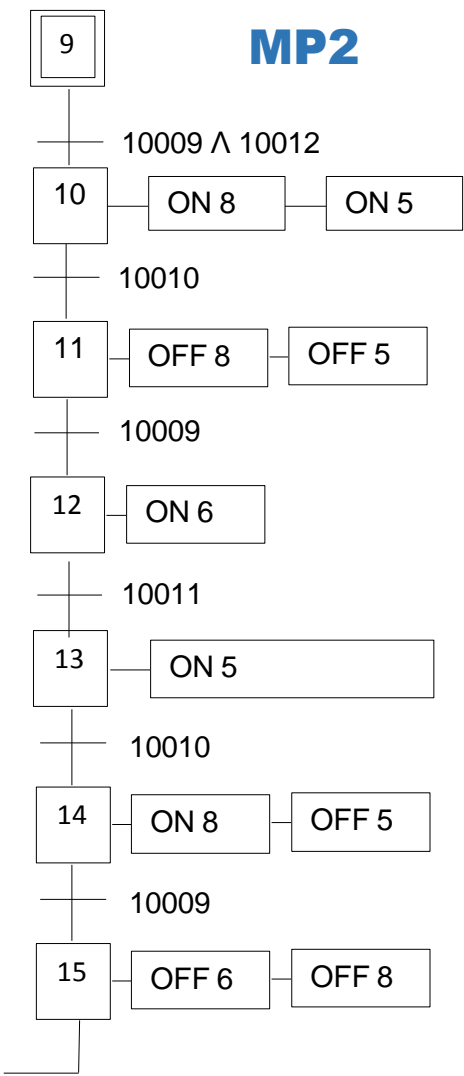 9 MP2
10009 Λ 10012
10 ON 8 ON 5
10010
11 OFF 8 OFF 5
10009
12 ON 6
10011
13 ON 5
10010
14 ON 8 OFF 5
10009
15 OFF 6 OFF 8